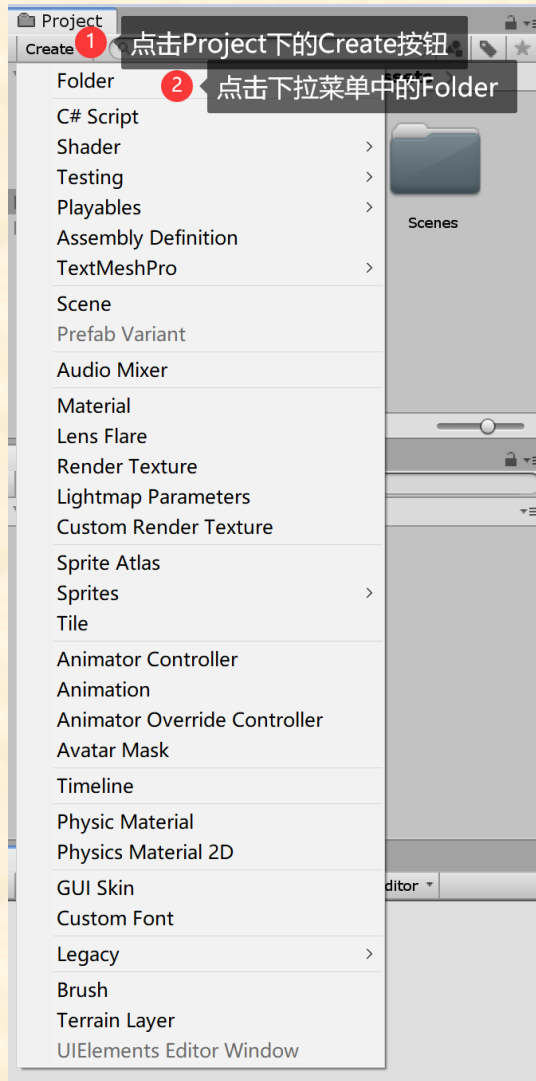 Project
Create
1 点击Project下的Create按钮
Folder
2 点击下拉菜单中的Folder
C# Script
Shader
Testing
Playables
Assembly Definition
TextMeshPro
Scenes
Scene
Prefab Variant
Audio Mixer
Material
Lens Flare
Render Texture
Lightmap Parameters
Custom Render Texture
Sprite Atlas
Sprites
Tile
Animator Controller
Animation
Animator Override Controller
Avatar Mask
Timeline
Physic Material
Physics Material 2D
GUI Skin
ditor
Custom Font
Legacy
Brush
Terrain Layer
UIElements Editor Window